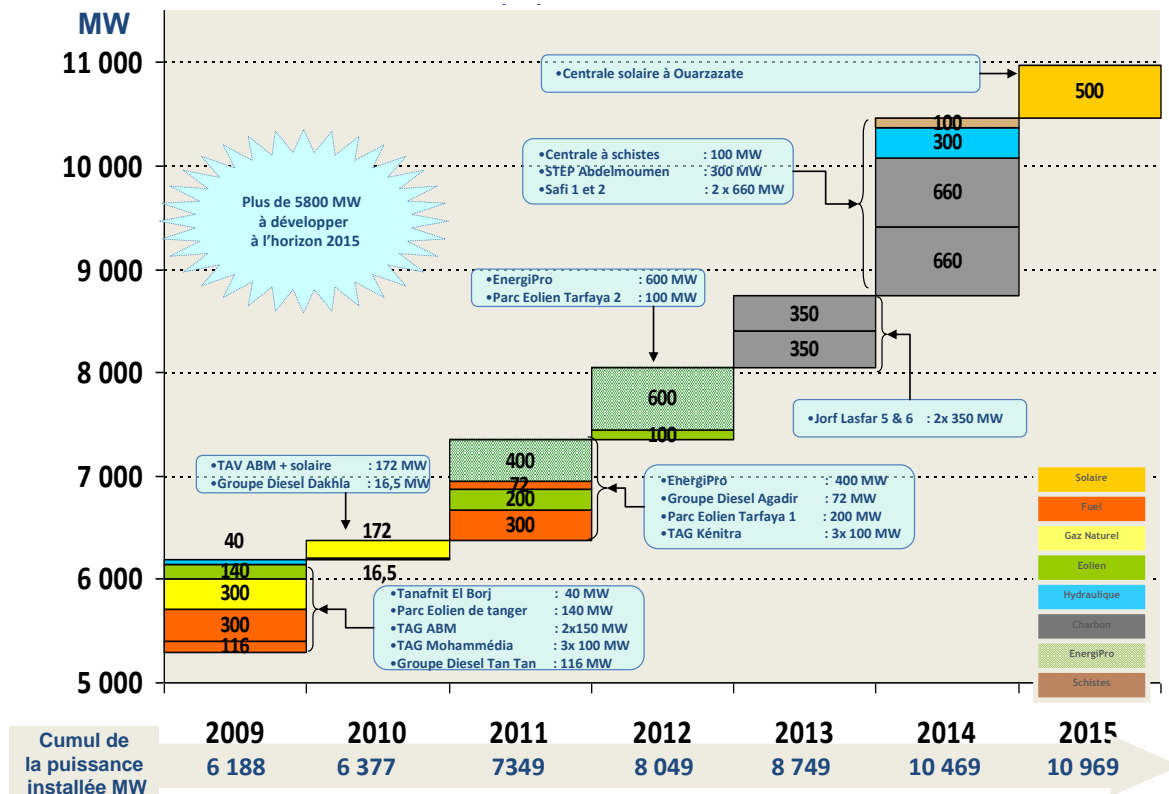 MW
11 000
10 000
9 000
8 000
7 000
6 000
5 000
•Centrale solaire à Ouarzazate
500
•Centrale à schistes : 100 MW
•STEP Abdelmoumen : 300 MW
•Safi 1 et 2 : 2 x 660 MW
100
300
660
660
Plus de 5800 MW
à développer
à l’horizon 2015
•EnergiPro : 600 MW
•Parc Eolien Tarfaya 2 : 100 MW
350
350
600
100
•Jorf Lasfar 5 & 6 : 2x 350 MW
•TAV ABM + solaire : 172 MW
•Groupe Diesel Dakhla : 16,5 MW
400
72
200
300
•EnergiPro : 400 MW
•Groupe Diesel Agadir : 72 MW
•Parc Eolien Tarfaya 1 : 200 MW
•TAG Kénitra : 3x 100 MW
172
16,5
40
140
300
300
116
•Tanafnit El Borj : 40 MW
•Parc Eolien de tanger : 140 MW
•TAG ABM : 2x150 MW
•TAG Mohammédia : 3x 100 MW
•Groupe Diesel Tan Tan : 116 MW
Solaire
Fuel
Gaz Naturel
Eolien
Hydraulique
Charbon
EnergiPro
Schistes
2009 2010 2011 2012 2013 2014 2015
Cumul de
la puissance
installée MW
6 188 6 377 7349 8 049 8 749 10 469 10 969